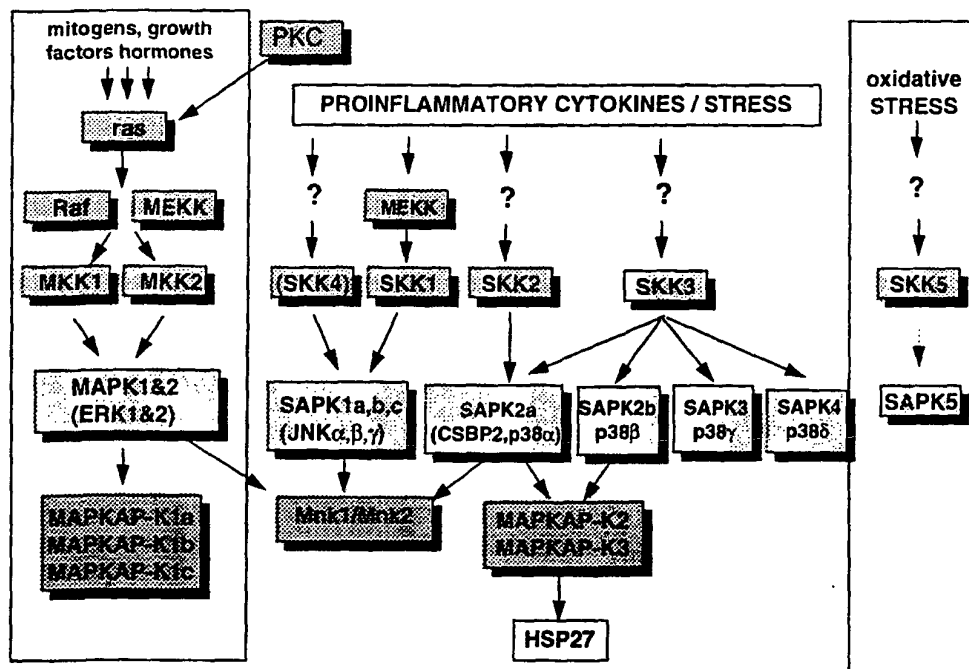 mitogens, growth
factors hormones
PKC
ras
Raf
MEKK
MKK1
MKK2
MAPK1&2
(ERK1&2)
MAPKAP-K1a
MAPKAP-K1b
MAPKAP-K1c
PROINFLAMMATORY CYTOKINES / STRESS
?
MEKK
?
?
(SKK4)
SKK1
SKK2
SKK3
SAPK1a,b,c
(JNKα,β,γ)
SAPK2a
(CSBP2,p38α)
SAPK2b
p38β
SAPK3
p38γ
SAPK4
p38δ
Mnk1/Mnk2
MAPKAP-K2
MAPKAP-K3
HSP27
oxidative
STRESS
?
SKK5
SAPK5